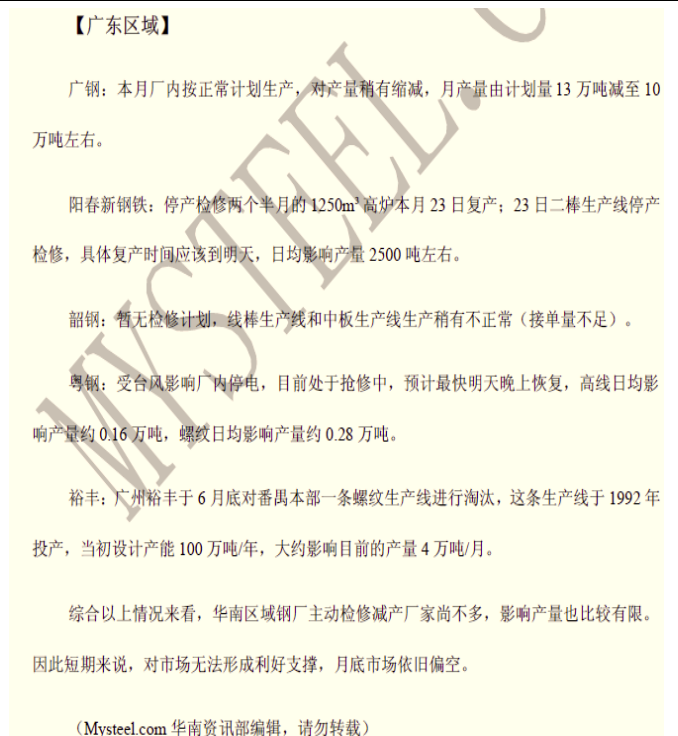 【广东区域】
广钢：本月厂内按正常计划生产，对产量稍有缩减，月产量由计划量 13 万吨减至 10
万吨左右。
阳春新钢铁：停产检修两个半月的 1250m³ 高炉本月 23 日复产；23 日二棒生产线停产
检修，具体复产时间应该到明天，日均影响产量 2500 吨左右。
韶钢：暂无检修计划，线棒生产线和中板生产线生产稍有不正常（接单量不足）。
粤钢：受台风影响厂内停电，目前处于抢修中，预计最快明天晚上恢复，高线日均影
响产量约 0.16 万吨，螺纹日均影响产量约 0.28 万吨。
裕丰：广州裕丰于 6 月底对番禺本部一条螺纹生产线进行淘汰，这条生产线于 1992 年
投产，当初设计产能 100 万吨/年，大约影响目前的产量 4 万吨/月。
综合以上情况来看，华南区域钢厂主动检修减产厂家尚不多，影响产量也比较有限。
因此短期来说，对市场无法形成利好支撑，月底市场依旧偏空。
（Mysteel.com 华南资讯部编辑，请勿转载）
MYSTEEL.C